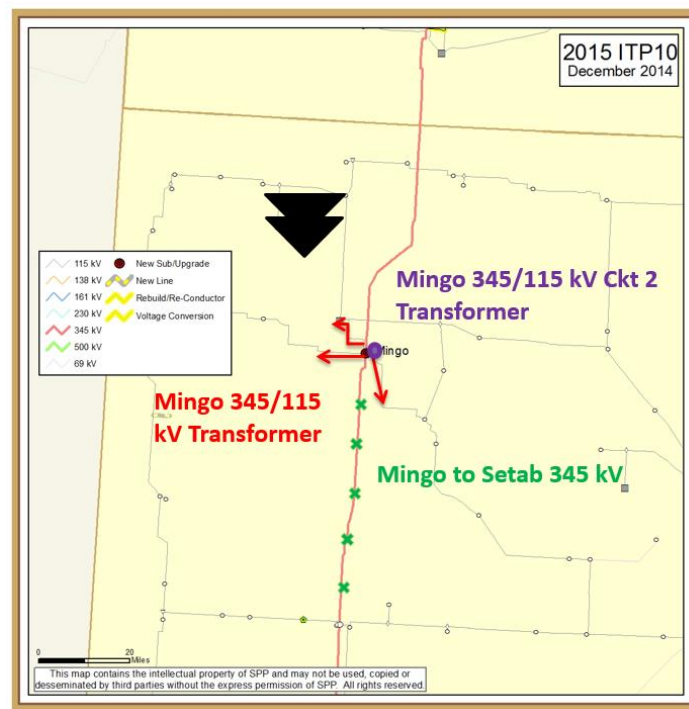 2015 ITP10
December 2014
115 kV
138 kV
161 kV
230 kV
345 kV
500 kV
69 kV
New Sub/Upgrade
New Line
Rebuild/Re-Conductor
Voltage Conversion
Mingo 345/115 kV Ckt 2
Transformer
Mingo
Mingo 345/115
kV Transformer
Mingo to Setab 345 kV
0 20
Miles
This map contains the intellectual property of SPP and may not be used, copied or
desseminated by third parties without the express permission of SPP. All rights reserved.